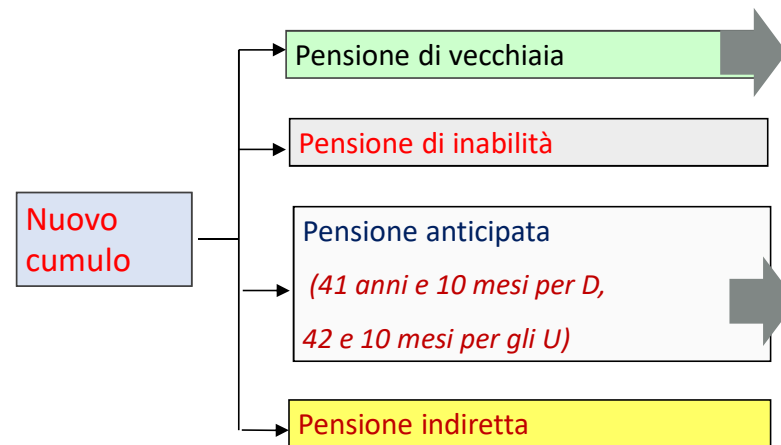 Pensione di vecchiaia
Pensione di inabilità
Nuovo
cumulo
Pensione anticipata
(41 anni e 10 mesi per D,
42 e 10 mesi per gli U)
Pensione indiretta